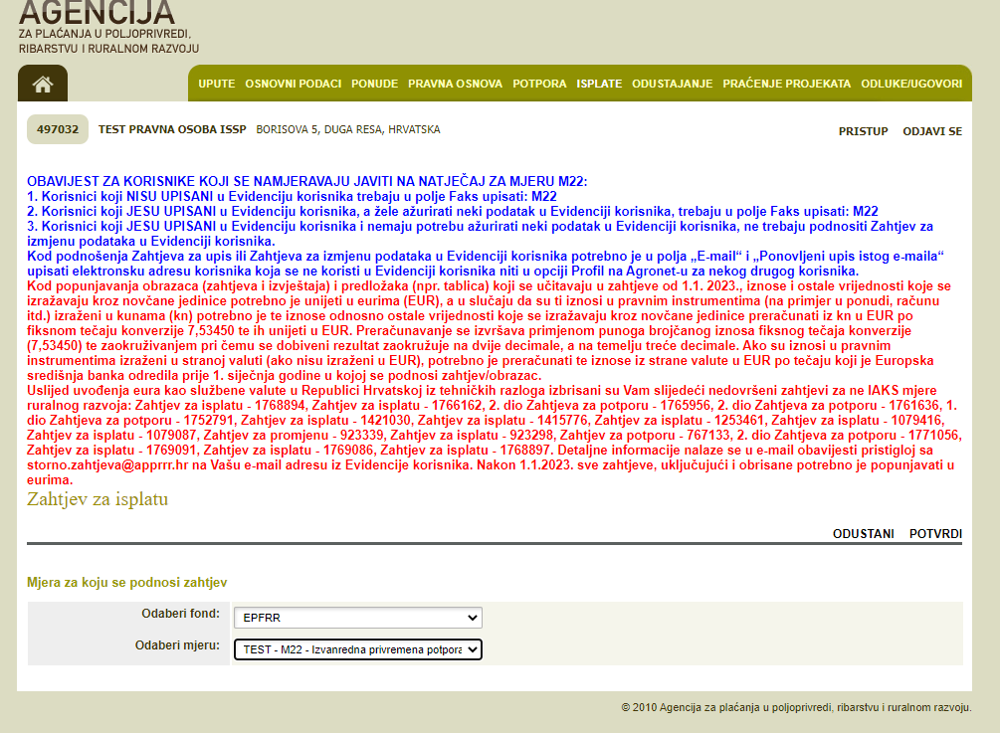 AGENCIJA
ZA PLAĆANJA U POLJOPRIVREDI,
RIBARSTVU I RURALNOM RAZVOJU
UPUTE OSNOVNI PODACI PONUDE PRAVNA OSNOVA POTPORA ISPLATE ODUSTAJANJE PRAĆENJE PROJEKATA ODLUKE/UGOVORI
497032 TEST PRAVNA OSOBA ISSP BORISOVA 5, DUGA RESA, HRVATSKA
PRISTUP ODJAVI SE
OBAVIJEST ZA KORISNIKE KOJI SE NAMJERAVAJU JAVITI NA NATJEČAJ ZA MJERU M22:
1. Korisnici koji NISU UPISANI u Evidenciju korisnika trebaju u polje Faks upisati: M22
2. Korisnici koji JESU UPISANI u Evidenciju korisnika, a žele ažurirati neki podatak u Evidenciji korisnika, trebaju u polje Faks upisati: M22
3. Korisnici koji JESU UPISANI u Evidenciju korisnika i nemaju potrebu ažurirati neki podatak u Evidenciji korisnika, ne trebaju podnositi Zahtjev za
izmjenu podataka u Evidenciji korisnika.
Kod podnošenja Zahtjeva za upis ili Zahtjeva za izmjenu podataka u Evidenciji korisnika potrebno je u polja „E-mail“ i „Ponovljeni upis istog e-maila“
upisati elektronsku adresu korisnika koja se ne koristi u Evidenciji korisnika niti u opciji Profil na Agronet-u za nekog drugog korisnika.
Kod popunjavanja obrazaca (zahtjeva i izvještaja) i predložaka (npr. tablica) koji se učitavaju u zahtjeve od 1.1. 2023., iznose i ostale vrijednosti koje se
izražavaju kroz novčane jedinice potrebno je unijeti u eurima (EUR), a u slučaju da su ti iznosi u pravnim instrumentima (na primjer u ponudi, računu
itd.) izraženi u kunama (kn) potrebno je te iznose odnosno ostale vrijednosti koje se izražavaju kroz novčane jedinice preračunati iz kn u EUR po
fiksnom tečaju konverzije 7,53450 te ih unijeti u EUR. Preračunavanje se izvršava primjenom punoga brojčanog iznosa fiksnog tečaja konverzije
(7,53450) te zaokruživanjem pri čemu se dobiveni rezultat zaokružuje na dvije decimale, a na temelju treće decimale. Ako su iznosi u pravnim
instrumentima izraženi u stranoj valuti (ako nisu izraženi u EUR), potrebno je preračunati te iznose iz strane valute u EUR po tečaju koji je Europska
središnja banka odredila prije 1. siječnja godine u kojoj se podnosi zahtjev/obrazac.
Uslijed uvođenja eura kao službene valute u Republici Hrvatskoj iz tehničkih razloga izbrisani su Vam slijedeći nedovršeni zahtjevi za ne IAKS mjere
ruralnog razvoja: Zahtjev za isplatu - 1768894, Zahtjev za isplatu - 1766162, 2. dio Zahtjeva za potporu - 1765956, 2. dio Zahtjeva za potporu - 1761636, 1.
dio Zahtjeva za potporu - 1752791, Zahtjev za isplatu - 1421030, Zahtjev za isplatu - 1415776, Zahtjev za isplatu - 1253461, Zahtjev za isplatu - 1079416,
Zahtjev za isplatu - 1079087, Zahtjev za promjenu - 923339, Zahtjev za isplatu - 923298, Zahtjev za potporu - 767133, 2. dio Zahtjeva za potporu - 1771056,
Zahtjev za isplatu - 1769091, Zahtjev za isplatu - 1769086, Zahtjev za isplatu - 1768897. Detaljne informacije nalaze se u e-mail obavijesti pristigloj sa
storno.zahtjeva@apprrr.hr na Vašu e-mail adresu iz Evidencije korisnika. Nakon 1.1.2023. sve zahtjeve, uključujući i obrisane potrebno je popunjavati u
eurima.
Zahtjev za isplatu
ODUSTANI POTVRDI
Mjera za koju se podnosi zahtjev
Odaberi fond: EPFRR
Odaberi mjeru: TEST - M22 - Izvanredna privremena potpora
© 2010 Agencija za plaćanja u poljoprivredi, ribarstvu i ruralnom razvoju.